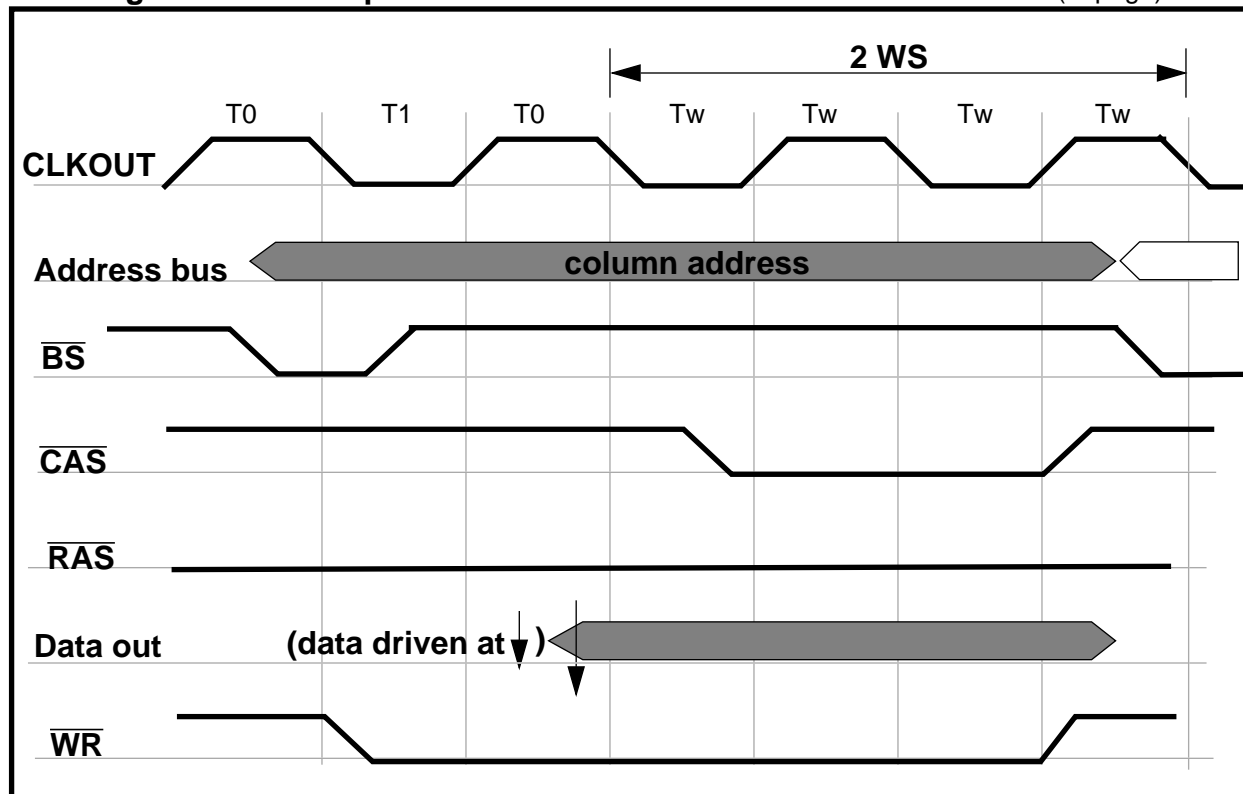 2 WS
T0 T1 T0 Tw Tw Tw Tw
CLKOUT
Address bus column address
BS
CAS
RAS
Data out (data driven at )
WR